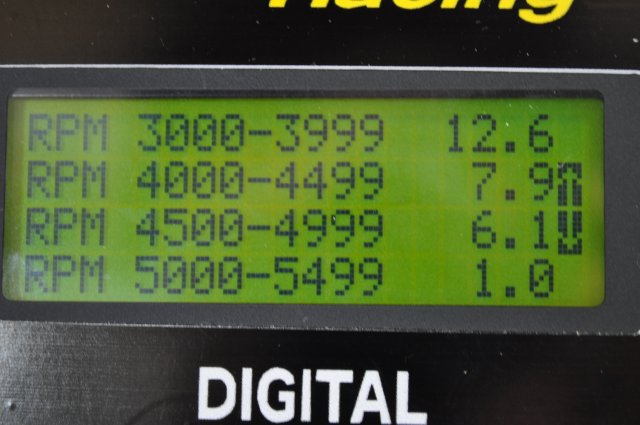 Racing
RPM 3000-3999 12.6
RPM 4000-4499 7.9
RPM 4500-4999 6.1
RPM 5000-5499 1.0
DIGITAL